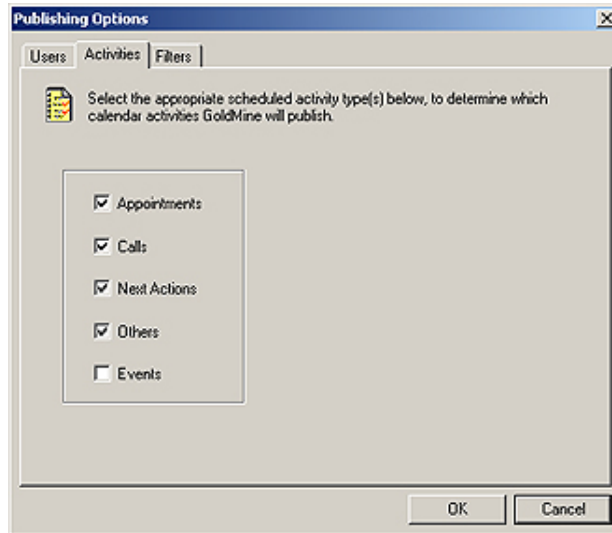 Publishing Options
Users Activities Filters
Select the appropriate scheduled activity type(s) below, to determine which
calendar activities GoldMine will publish.
Appointments
Calls
Next Actions
Others
Events
OK Cancel